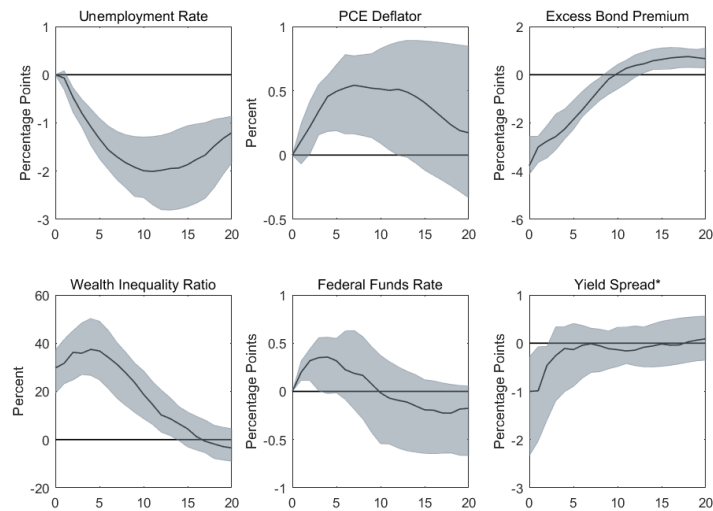 Unemployment Rate
Percentage Points
1
0
-1
-2
-3
0 5 10 15 20
PCE Deflator
Percent
1
0.5
0
-0.5
0 5 10 15 20
Excess Bond Premium
Percentage Points
2
0
-2
-4
-6
0 5 10 15 20
Wealth Inequality Ratio
Percent
60
40
20
0
-20
0 5 10 15 20
Federal Funds Rate
Percentage Points
1
0.5
0
-0.5
-1
0 5 10 15 20
Yield Spread*
Percentage Points
1
0
-1
-2
-3
0 5 10 15 20